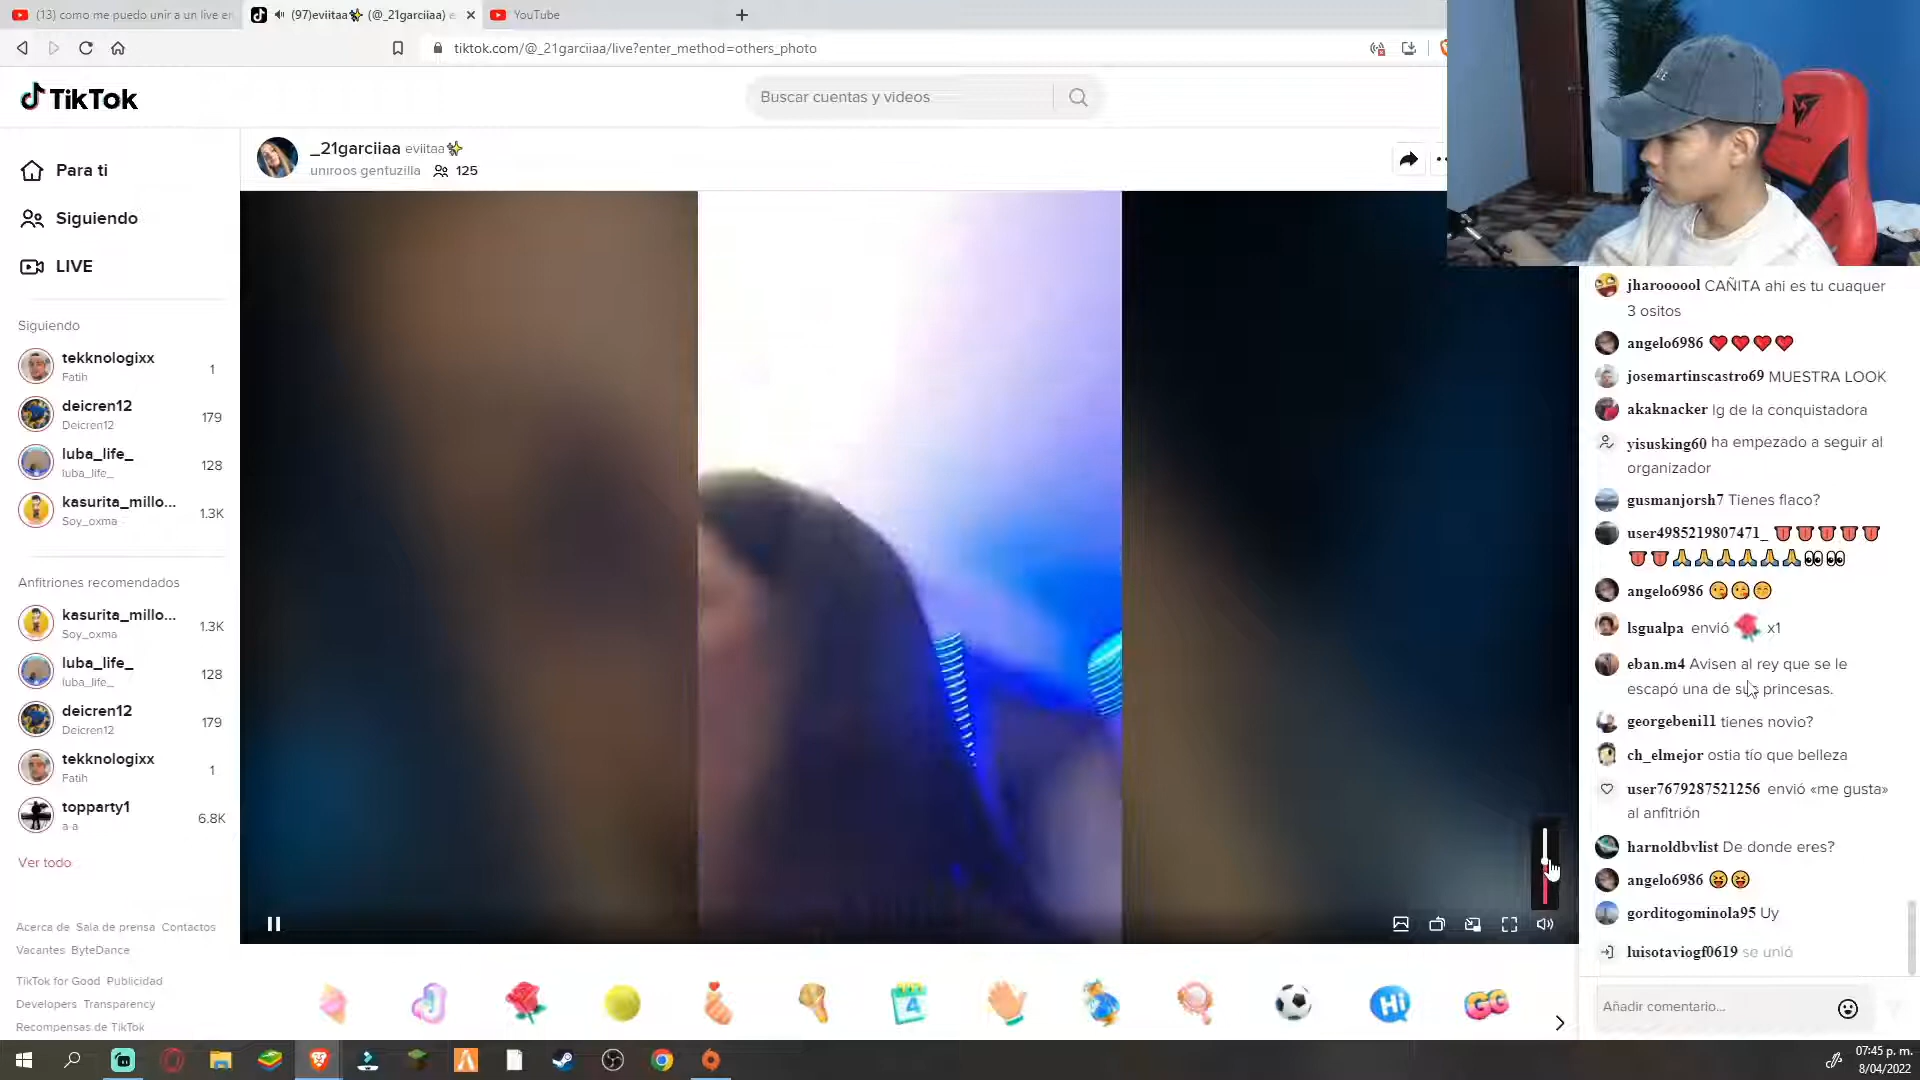 (13) como me puedo unir a un live en
(97)eviitaa✨ (@_21garciiaa) e
YouTube
tiktok.com/@_21garciiaa/live?enter_method=others_photo
TikTok
Buscar cuentas y videos
Para ti
Siguiendo
LIVE
Siguiendo
tekknologixx
Fatih
1
deicren12
Deicren12
179
luba_life_
luba_life_
128
kasurita_millo...
Soy_oxma
1.3K
Anfitriones recomendados
kasurita_millo...
Soy_oxma
1.3K
luba_life_
luba_life_
128
deicren12
Deicren12
179
tekknologixx
Fatih
1
topparty1
a a
6.8K
Ver todo
Acerca de Sala de prensa Contactos
Vacantes ByteDance
TikTok for Good Publicidad
Developers Transparency
Recompensas de TikTok
_21garciiaa eviitaa✨
uniroos gentuzilla 125
jharoooool CAÑITA ahi es tu cuaquer
3 ositos
angelo6986 ❤❤❤❤
josemartinscastro69 MUESTRA LOOK
akaknacker Ig de la conquistadora
yisusking60 ha empezado a seguir al
organizador
gusmanjorsh7 Tienes flaco?
user4985219807471_ 👅👅👅👅👅
👅👅🙏🙏🙏🙏🙏🙏👀👀
angelo6986 😘😘😚
lsgualpa envió 🌹 x1
eban.m4 Avisen al rey que se le
escapó una de sus princesas.
georgebeni11 tienes novio?
ch_elmejor ostia tío que belleza
user7679287521256 envió «me gusta»
al anfitrión
harnoldbvlist De donde eres?
angelo6986 😝😝
gorditogominola95 Uy
luisotaviogf0619 se unió
Añadir comentario...
4
Hi
GG
07:45 p. m.
8/04/2022